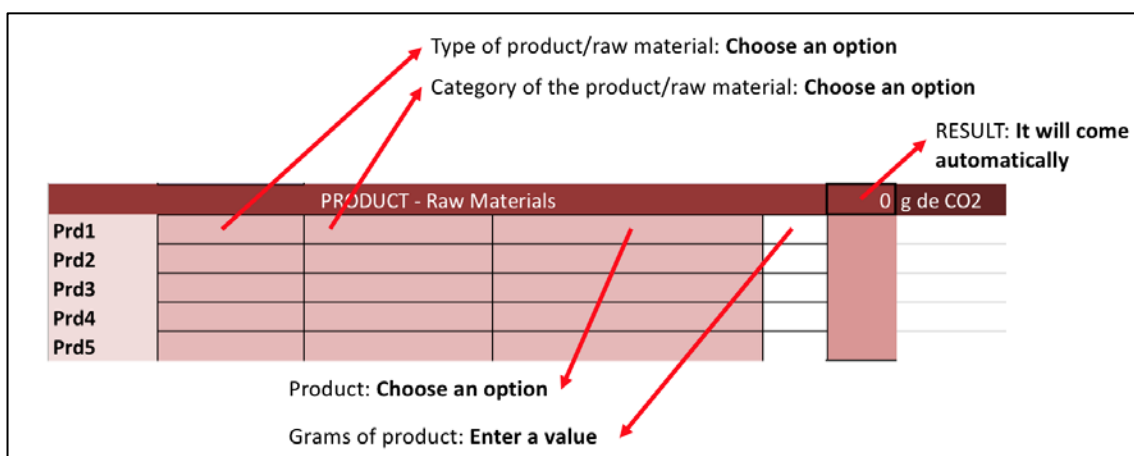 Type of product/raw material: Choose an option
Category of the product/raw material: Choose an option
RESULT: It will come
automatically
PRODUCT - Raw Materials 0 g de CO2
Prd1
Prd2
Prd3
Prd4
Prd5
Product: Choose an option
Grams of product: Enter a value